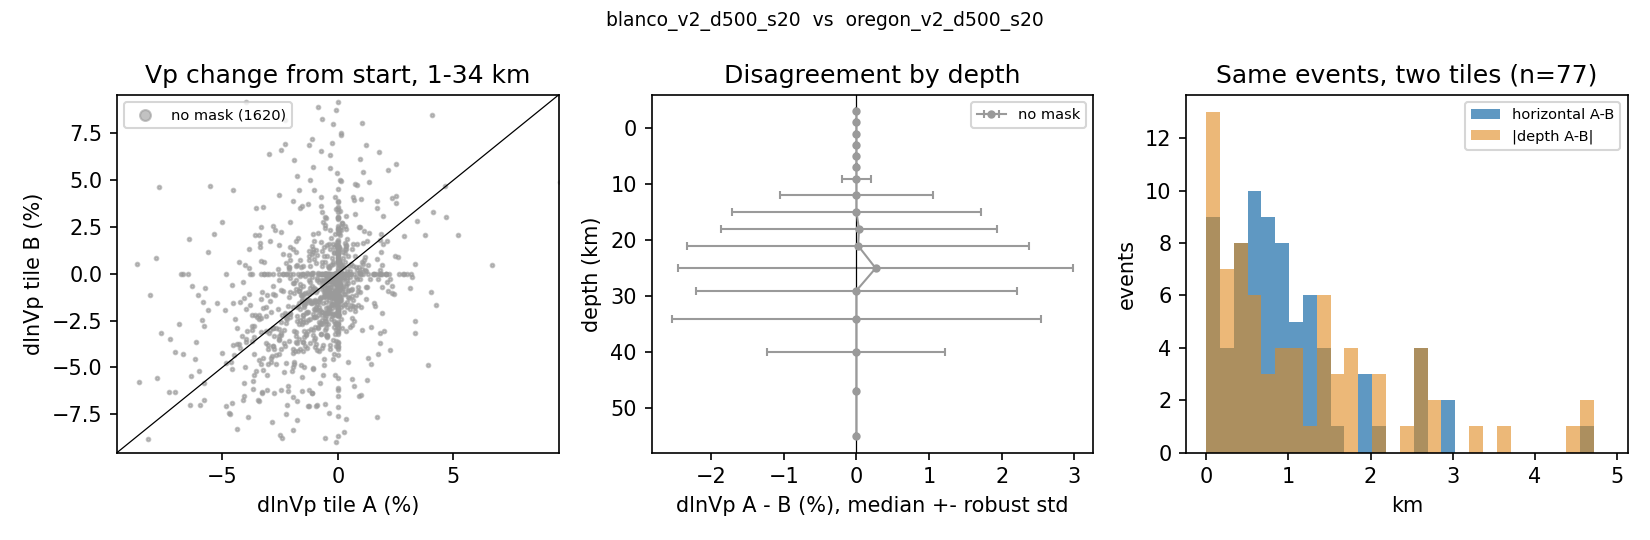 blanco_v2_d500_s20  vs  oregon_v2_d500_s20
Vp change from start, 1-34 km
no mask (1620)
7.5
5.0
2.5
0.0
−2.5
−5.0
−7.5
dlnVp tile B (%)
−5
0
5
dlnVp tile A (%)
Disagreement by depth
no mask
0
10
20
30
40
50
depth (km)
−2
−1
0
1
2
3
dlnVp A - B (%), median +- robust std
Same events, two tiles (n=77)
horizontal A-B
|depth A-B|
12
10
8
6
4
2
0
events
0
1
2
3
4
5
km